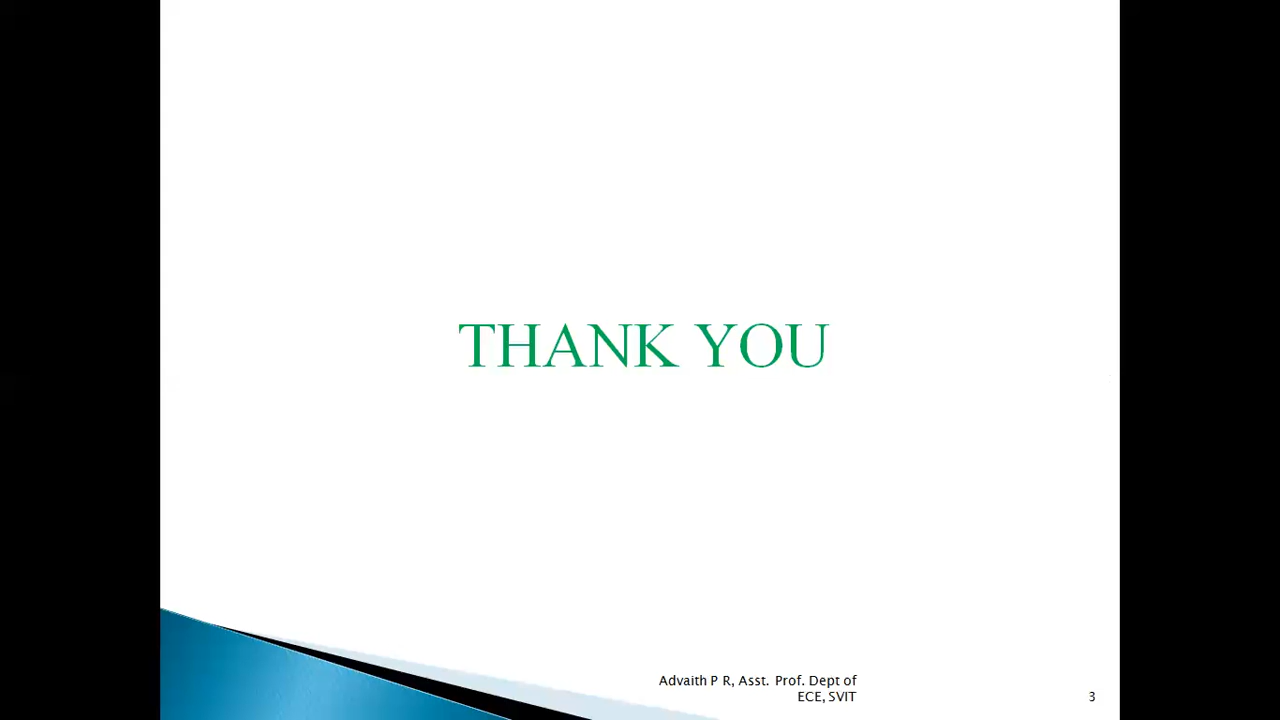 THANK YOU
Advaith P R, Asst. Prof. Dept of
ECE, SVIT
3